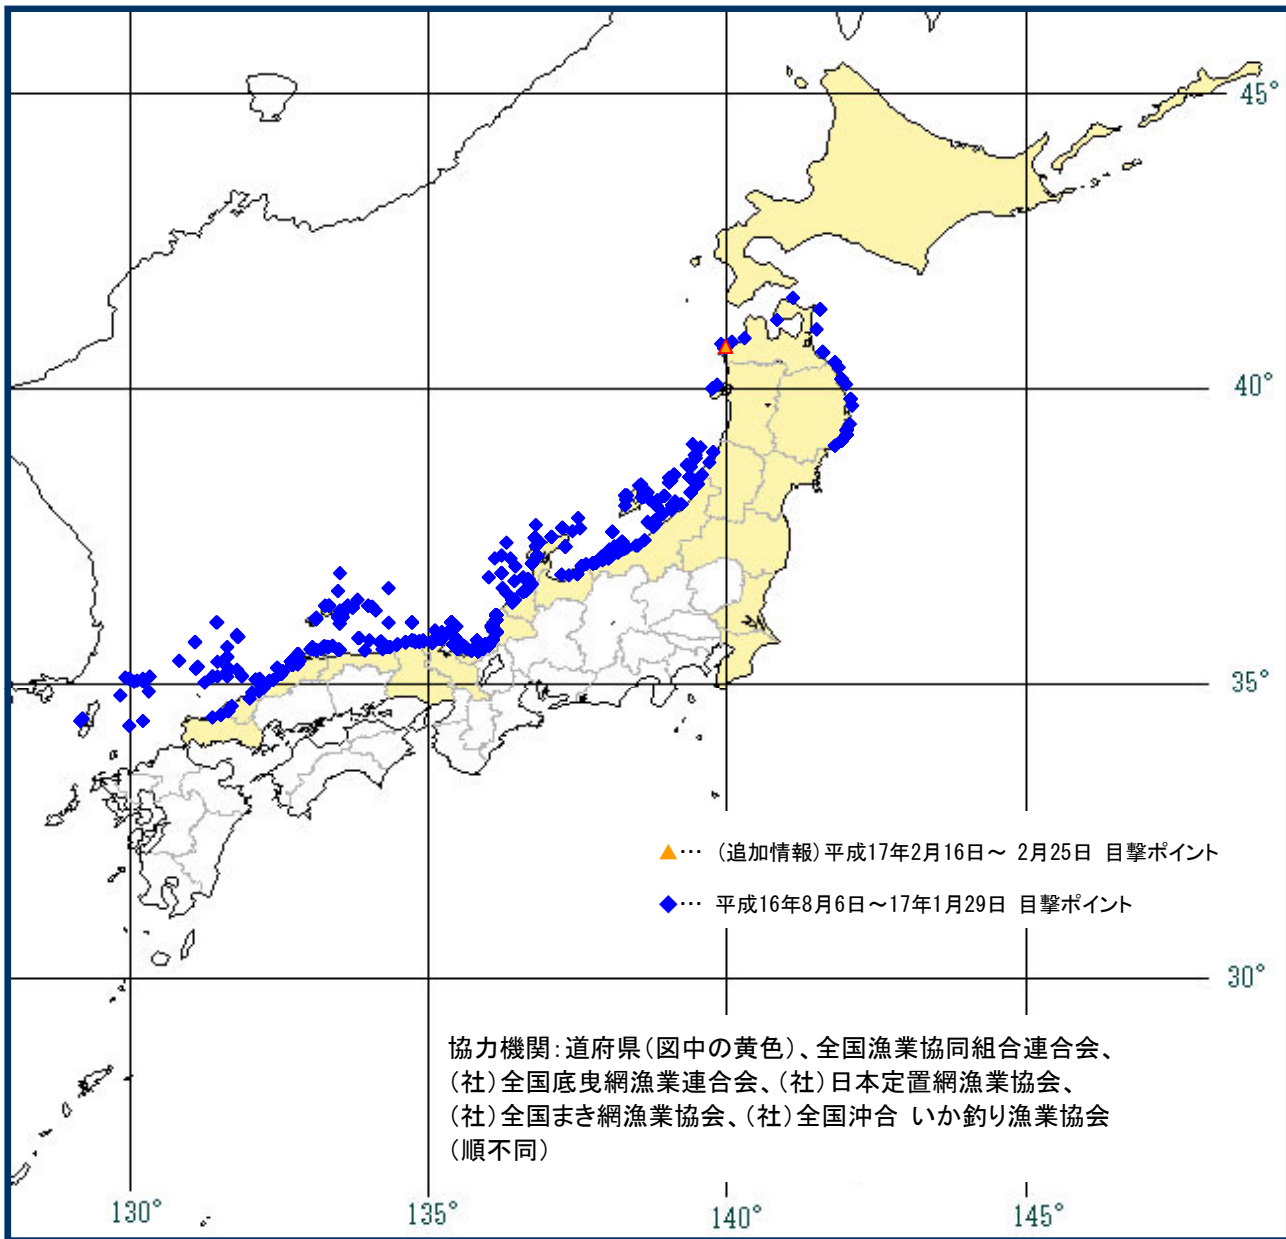 45°
40°
35°
▲… (追加情報)平成17年2月16日～ 2月25日 目撃ポイント
◆… 平成16年8月6日～17年1月29日 目撃ポイント
30°
協力機関:道府県(図中の黄色)、全国漁業協同組合連合会、
(社)全国底曳網漁業連合会、(社)日本定置網漁業協会、
(社)全国まき網漁業協会、(社)全国沖合 いか釣り漁業協会
(順不同)
130°
135°
140°
145°